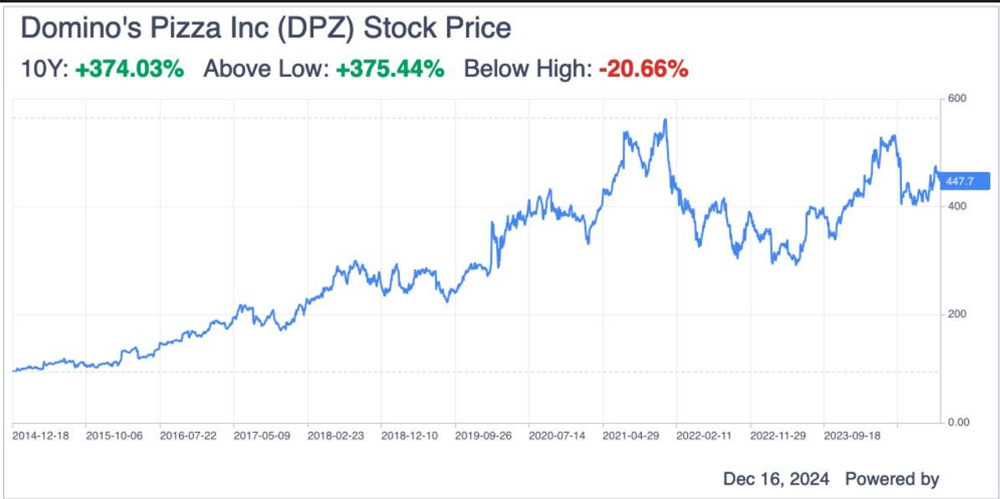 Domino's Pizza Inc (DPZ) Stock Price
10Y: +374.03% Above Low: +375.44% Below High: -20.66%
600
447.7
400
200
0.00
2014-12-18 2015-10-06 2016-07-22 2017-05-09 2018-02-23 2018-12-10 2019-09-26 2020-07-14 2021-04-29 2022-02-11 2022-11-29 2023-09-18
Dec 16, 2024 Powered by